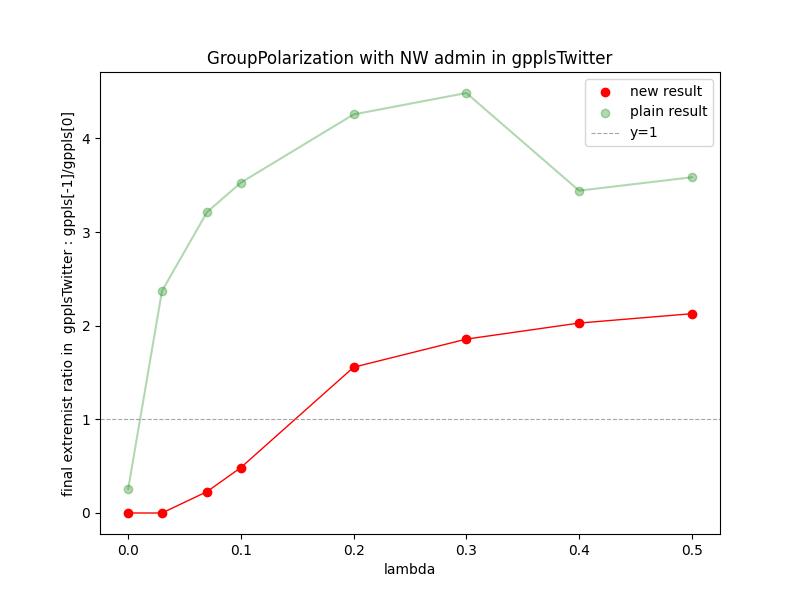 GroupPolarization with NW admin in gpplsTwitter
final extremist ratio in  gpplsTwitter : gppls[-1]/gppls[0]
new result
plain result
y=1
4
3
2
1
0
0.0 0.1 0.2 0.3 0.4 0.5
lambda